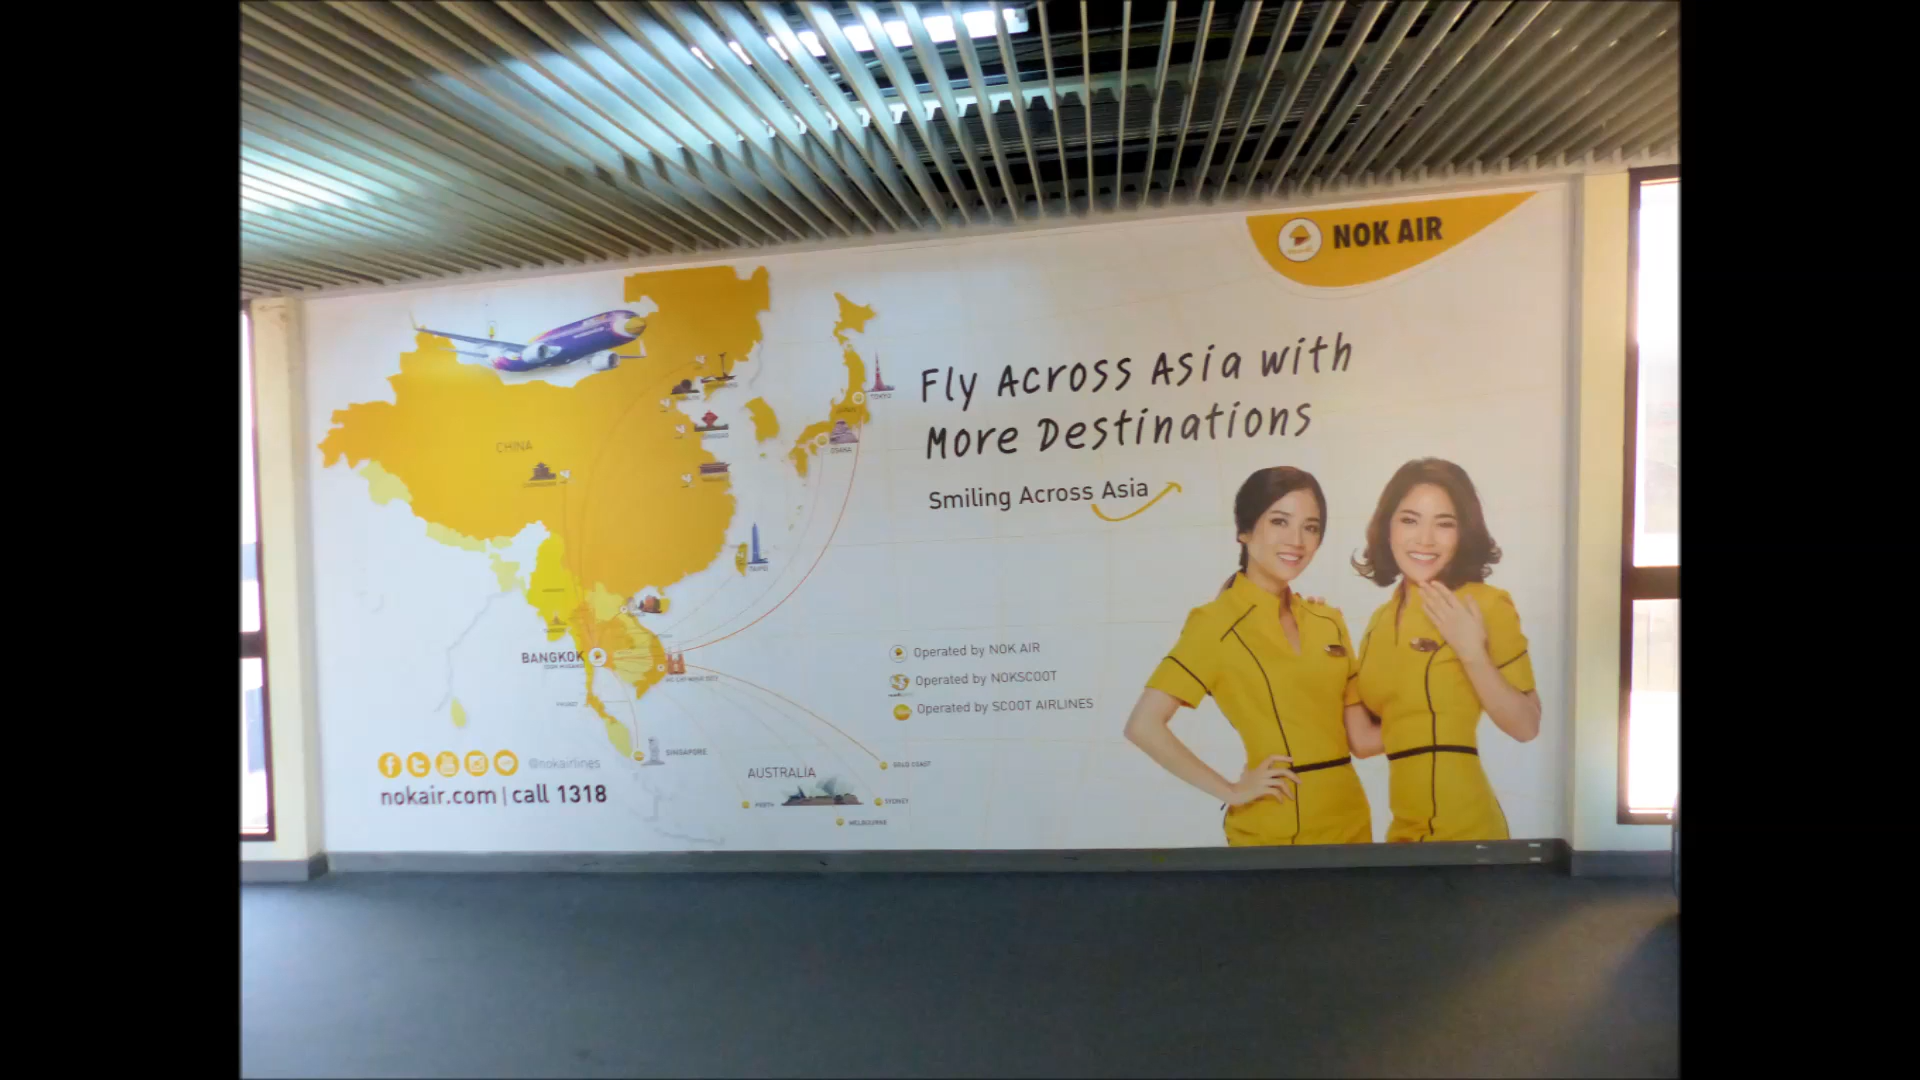 NOK AIR
Fly Across Asia with
More Destinations
Smiling Across Asia
CHINA
TOKYO
OSAKA
TAIPEI
BANGKOK
SINGAPORE
Operated by NOK AIR
Operated by NOKSCOOT
Operated by SCOOT AIRLINES
AUSTRALIA
GOLD COAST
PERTH
SYDNEY
MELBOURNE
@nokairlines
nokair.com | call 1318